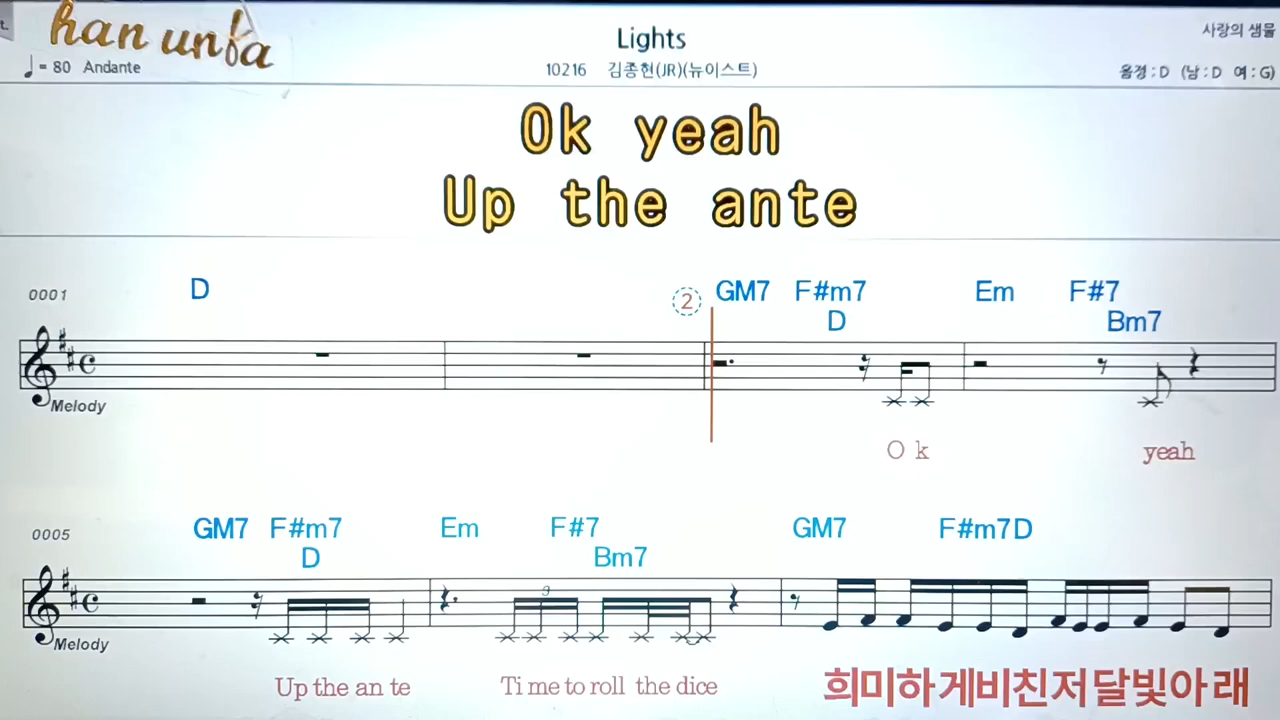 t.
han unfa
♩= 80 Andante
Lights
10216 김종현(JR)(뉴이스트)
사랑의 샘물
음정 : D (남 : D 여 : G)
Ok yeah
Up the ante
0001
D
②
GM7 F#m7 Em F#7
D Bm7
Melody
O k yeah
0005
GM7 F#m7 Em F#7 GM7 F#m7 D
D Bm7
9
Melody
Up the an te Ti me to roll the dice 희미하게비친저달빛아래